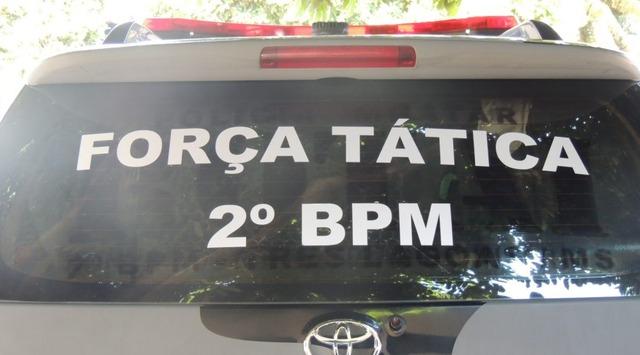 FORÇA TÁTICA
2º BPM